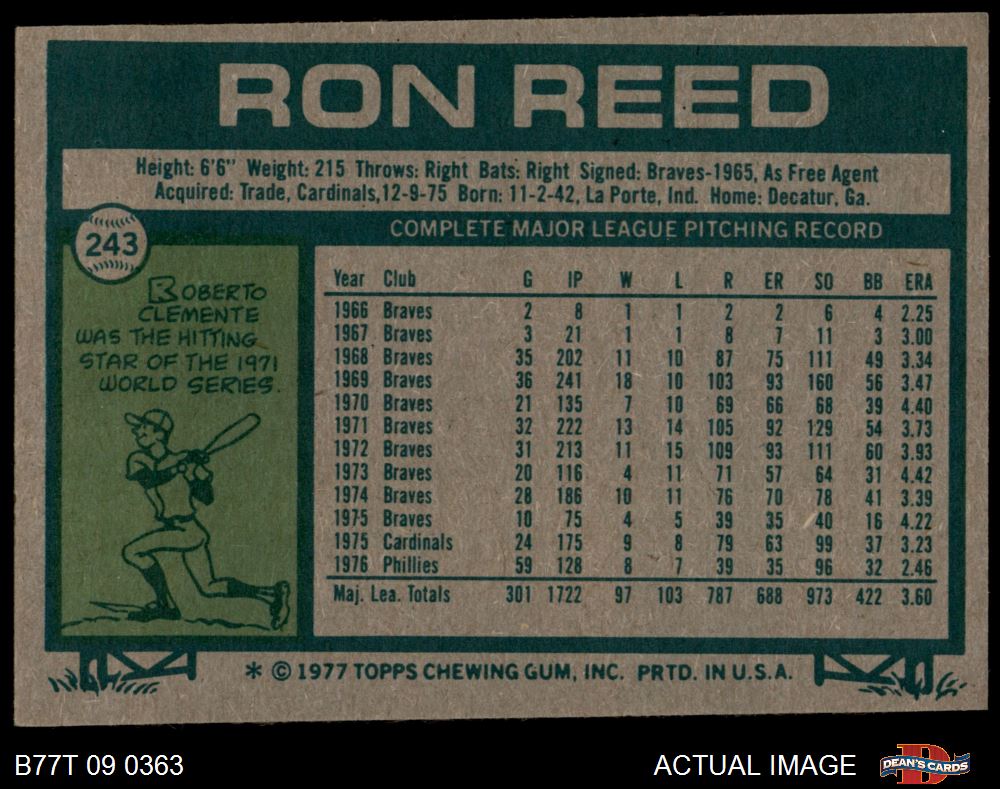 RON REED
Height: 6'6" Weight: 215 Throws: Right Bats: Right Signed: Braves-1965, As Free Agent
Acquired: Trade, Cardinals,12-9-75 Born: 11-2-42, La Porte, Ind. Home: Decatur, Ga.
243
ROBERTO
CLEMENTE
WAS THE HITTING
STAR OF THE 1971
WORLD SERIES.
COMPLETE MAJOR LEAGUE PITCHING RECORD
Year Club G IP W L R ER SO BB ERA
1966 Braves 2 8 1 1 2 2 6 4 2.25
1967 Braves 3 21 1 1 8 7 11 3 3.00
1968 Braves 35 202 11 10 87 75 111 49 3.34
1969 Braves 36 241 18 10 103 93 160 56 3.47
1970 Braves 21 135 7 10 69 66 68 39 4.40
1971 Braves 32 222 13 14 105 92 129 54 3.73
1972 Braves 31 213 11 15 109 93 111 60 3.93
1973 Braves 20 116 4 11 71 57 64 31 4.42
1974 Braves 28 186 10 11 76 70 78 41 3.39
1975 Braves 10 75 4 5 39 35 40 16 4.22
1975 Cardinals 24 175 9 8 79 63 99 37 3.23
1976 Phillies 59 128 8 7 39 35 96 32 2.46
Maj. Lea. Totals 301 1722 97 103 787 688 973 422 3.60
* © 1977 TOPPS CHEWING GUM, INC. PRTD. IN U.S.A.
B77T 09 0363
ACTUAL IMAGE
D
DEAN'S CARDS